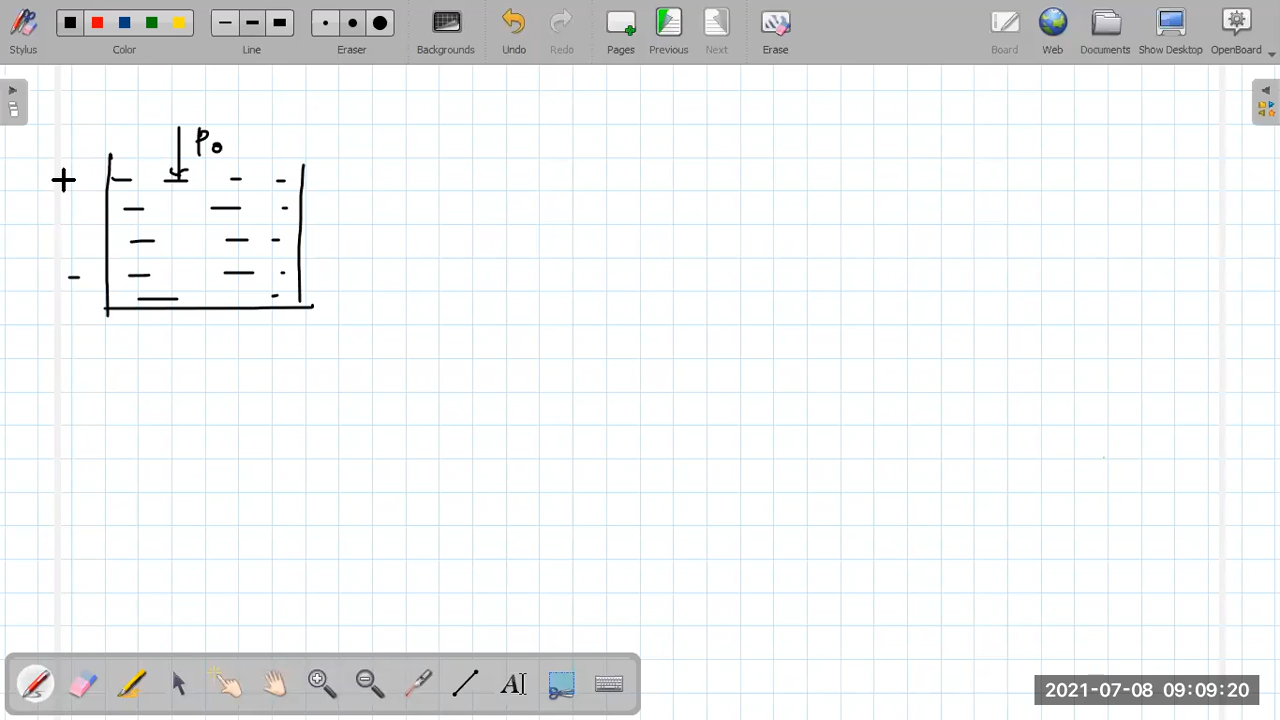 Stylus Color Line Eraser Backgrounds Undo Redo Pages Previous Next Erase Board Web Documents Show Desktop OpenBoard
P₀
A
2021-07-08 09:09:20